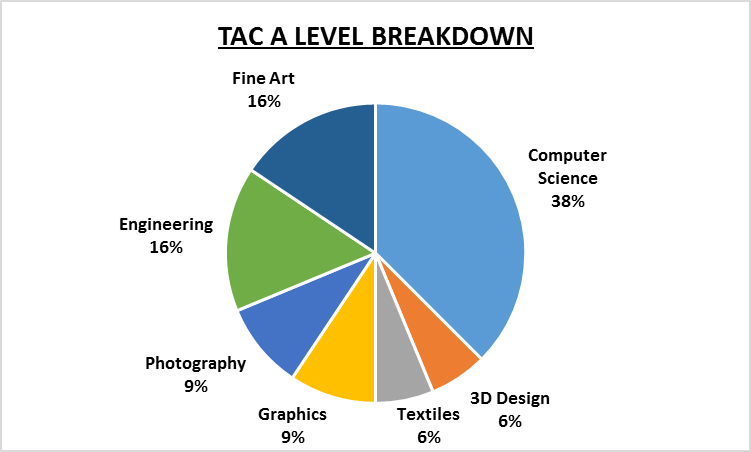 TAC A LEVEL BREAKDOWN
Fine Art
16%
Computer
Science
38%
Engineering
16%
Photography
9%
3D Design
6%
Graphics
9%
Textiles
6%